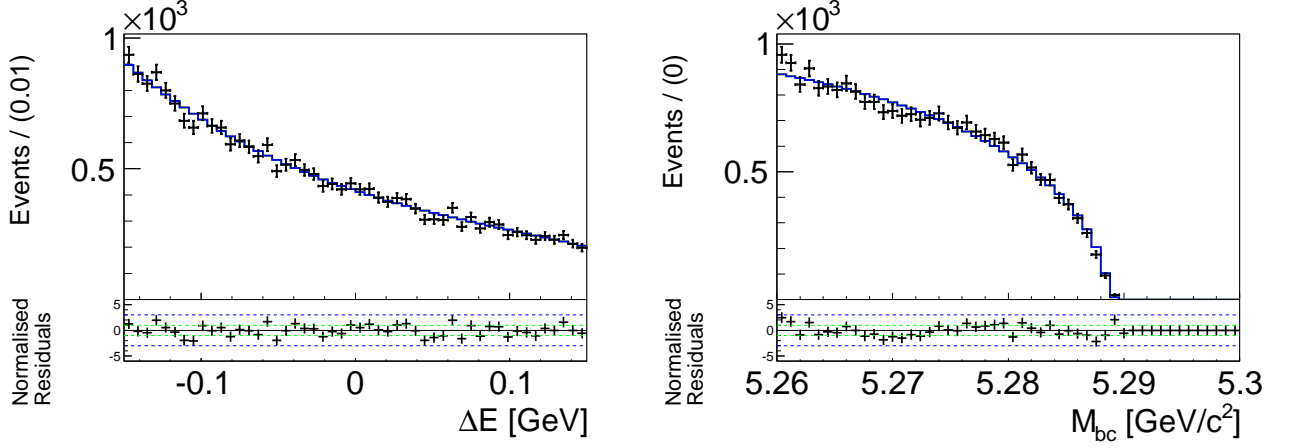 ×10³
1
0.5
Events / (0.01)
5
0
-5
Normalised
Residuals
-0.1 0 0.1
ΔE [GeV]
×10³
1
0.5
Events / (0)
5
0
-5
Normalised
Residuals
5.26 5.27 5.28 5.29 5.3
M_bc [GeV/c²]